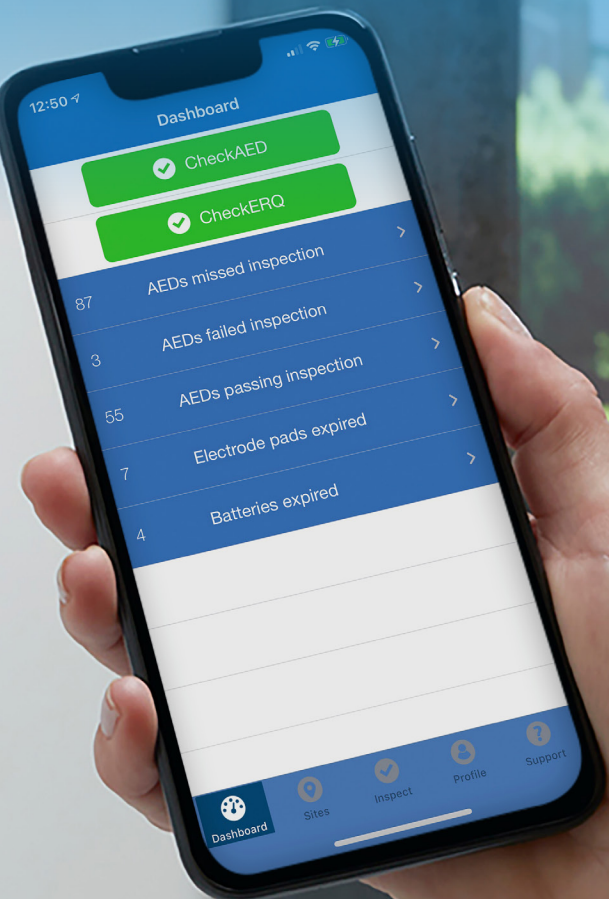 12:50
Dashboard
CheckAED
CheckERQ
87 AEDs missed inspection
3 AEDs failed inspection
55 AEDs passing inspection
7 Electrode pads expired
4 Batteries expired
Dashboard
Sites
Inspect
Profile
Support